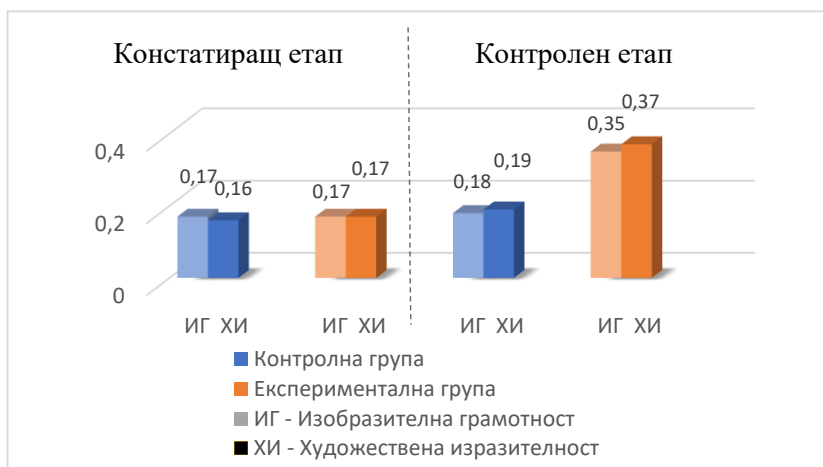 Констатиращ етап Контролен етап
0,4
0,2
0
0,17 0,16 0,17 0,17 0,18 0,19 0,35 0,37
ИГ ХИ ИГ ХИ ИГ ХИ ИГ ХИ
Контролна група
Експериментална група
ИГ - Изобразителна грамотност
ХИ - Художествена изразителност